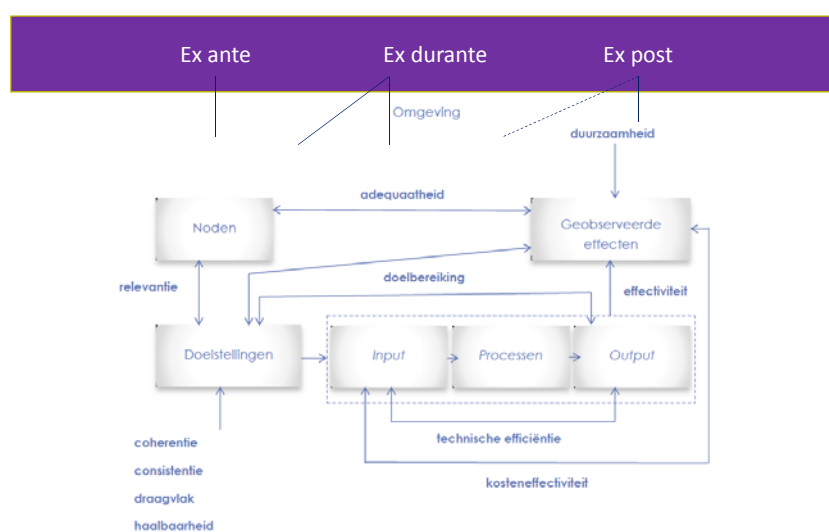 Ex ante
Ex durante
Ex post
Omgeving
duurzaamheid
adequaatheid
Noden
Geobserveerde
effecten
doelbereiking
relevantie
effectiviteit
Doelstellingen
Input
Processen
Output
technische efficiëntie
coherentie
consistentie
kosteneffectiviteit
draagvlak
haalbaarheid